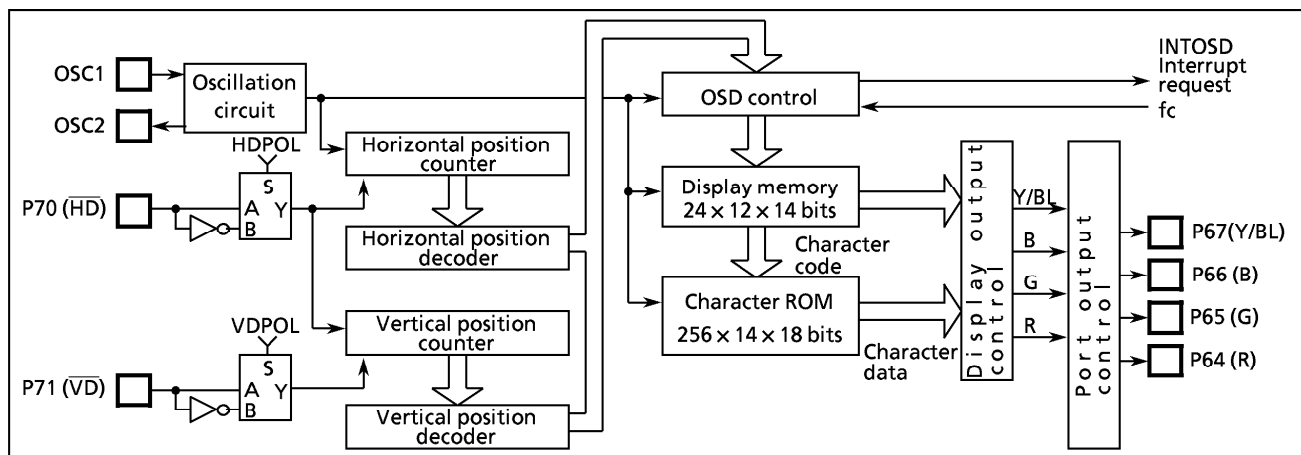 OSC1
OSC2
Oscillation
circuit
HDPOL
P70 (HD)
S
A
Y
B
Horizontal position
counter
Horizontal position
decoder
VDPOL
P71 (VD)
S
A
Y
B
Vertical position
counter
Vertical position
decoder
OSD control
INTOSD
Interrupt
request
fc
Display memory
24 × 12 × 14 bits
Character
code
Character ROM
256 × 14 × 18 bits
Character
data
Display output
control
Y/BL
B
G
R
Port output
control
P67(Y/BL)
P66 (B)
P65 (G)
P64 (R)